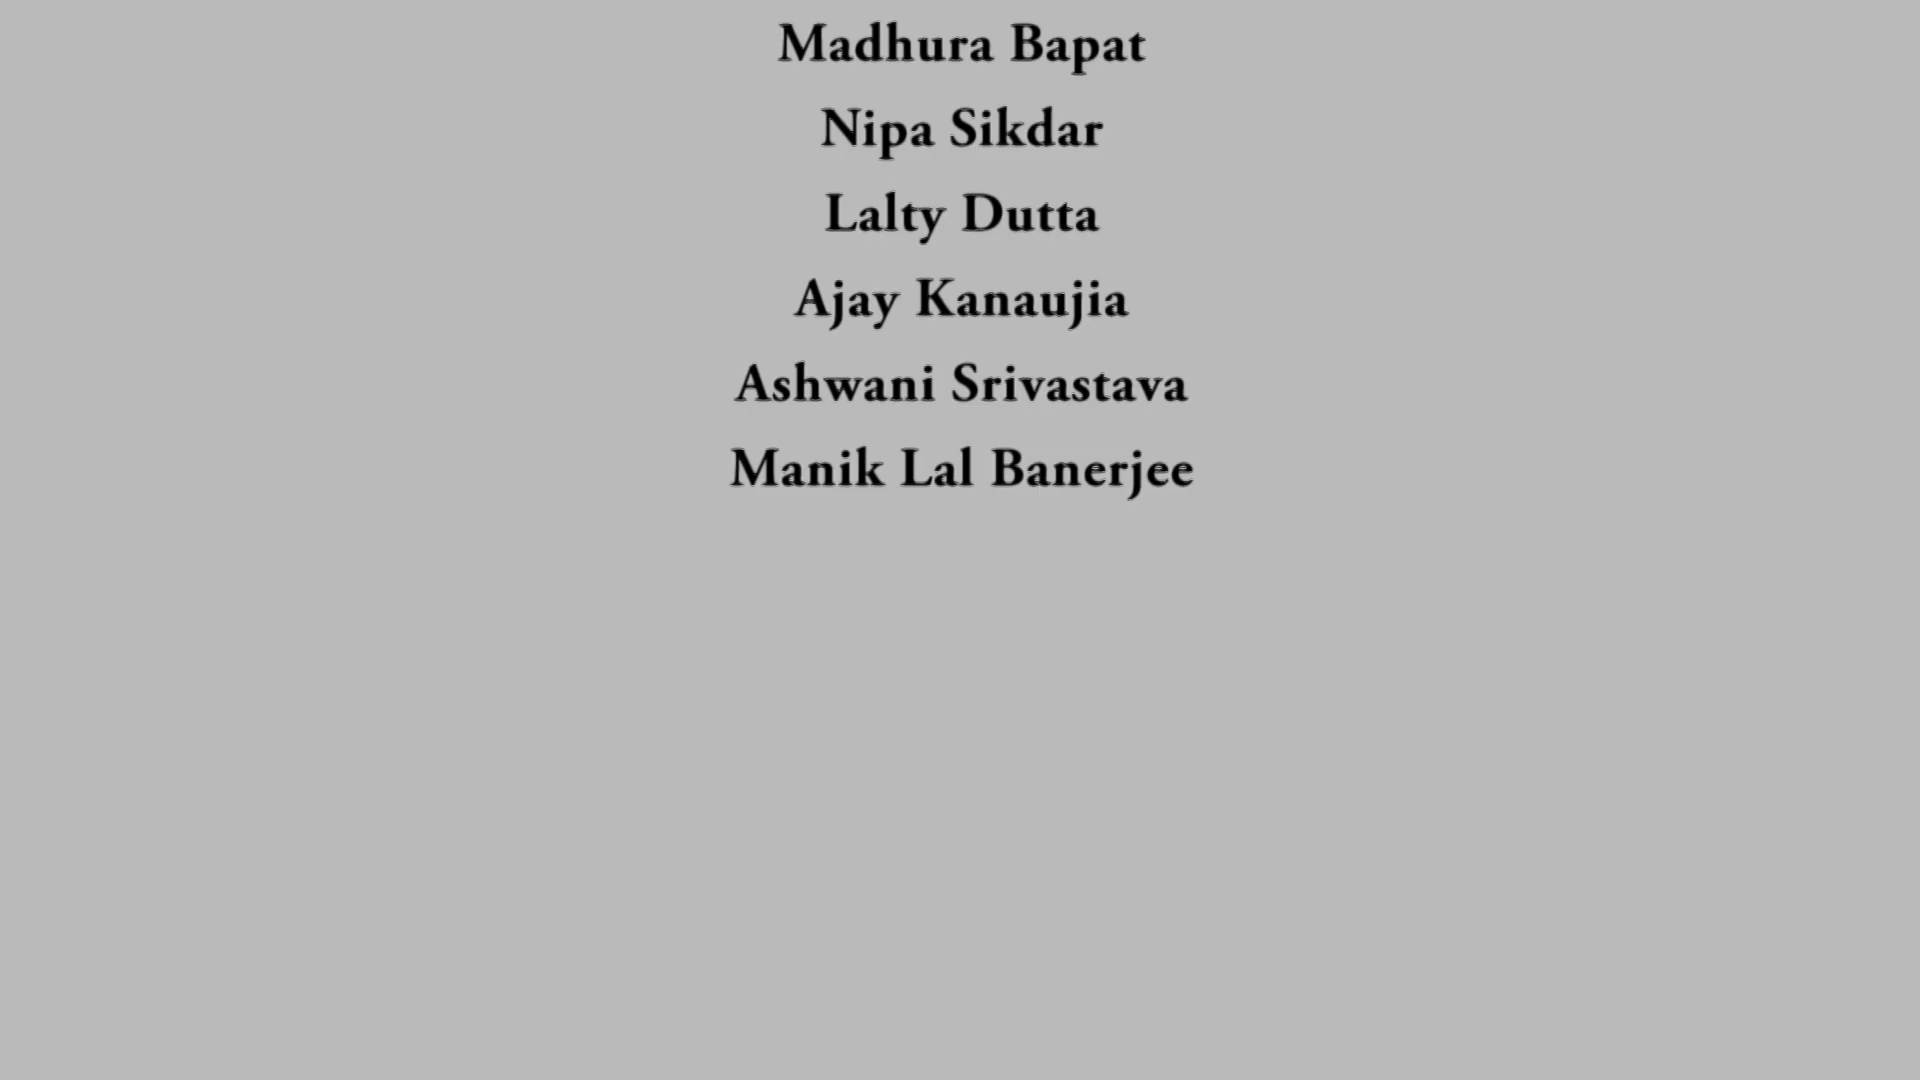 Madhura Bapat
Nipa Sikdar
Lalty Dutta
Ajay Kanaujia
Ashwani Srivastava
Manik Lal Banerjee